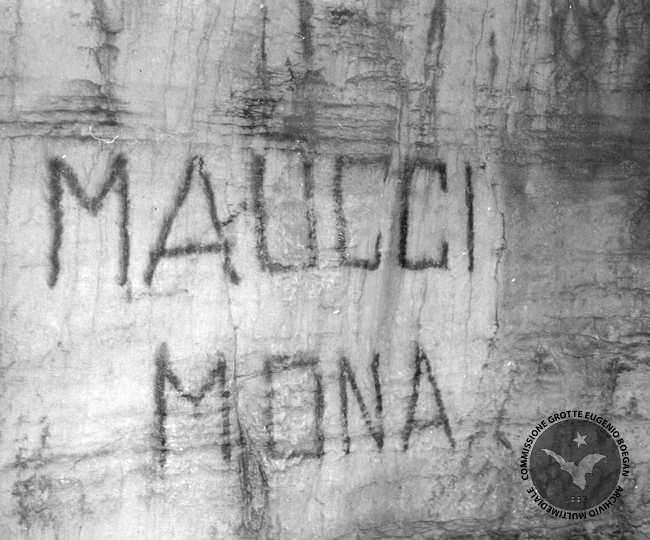 MAUCCI
MONA
COMMISSIONE GROTTE EUGENIO BOEGAN
ARCHIVIO MULTIMEDIALE